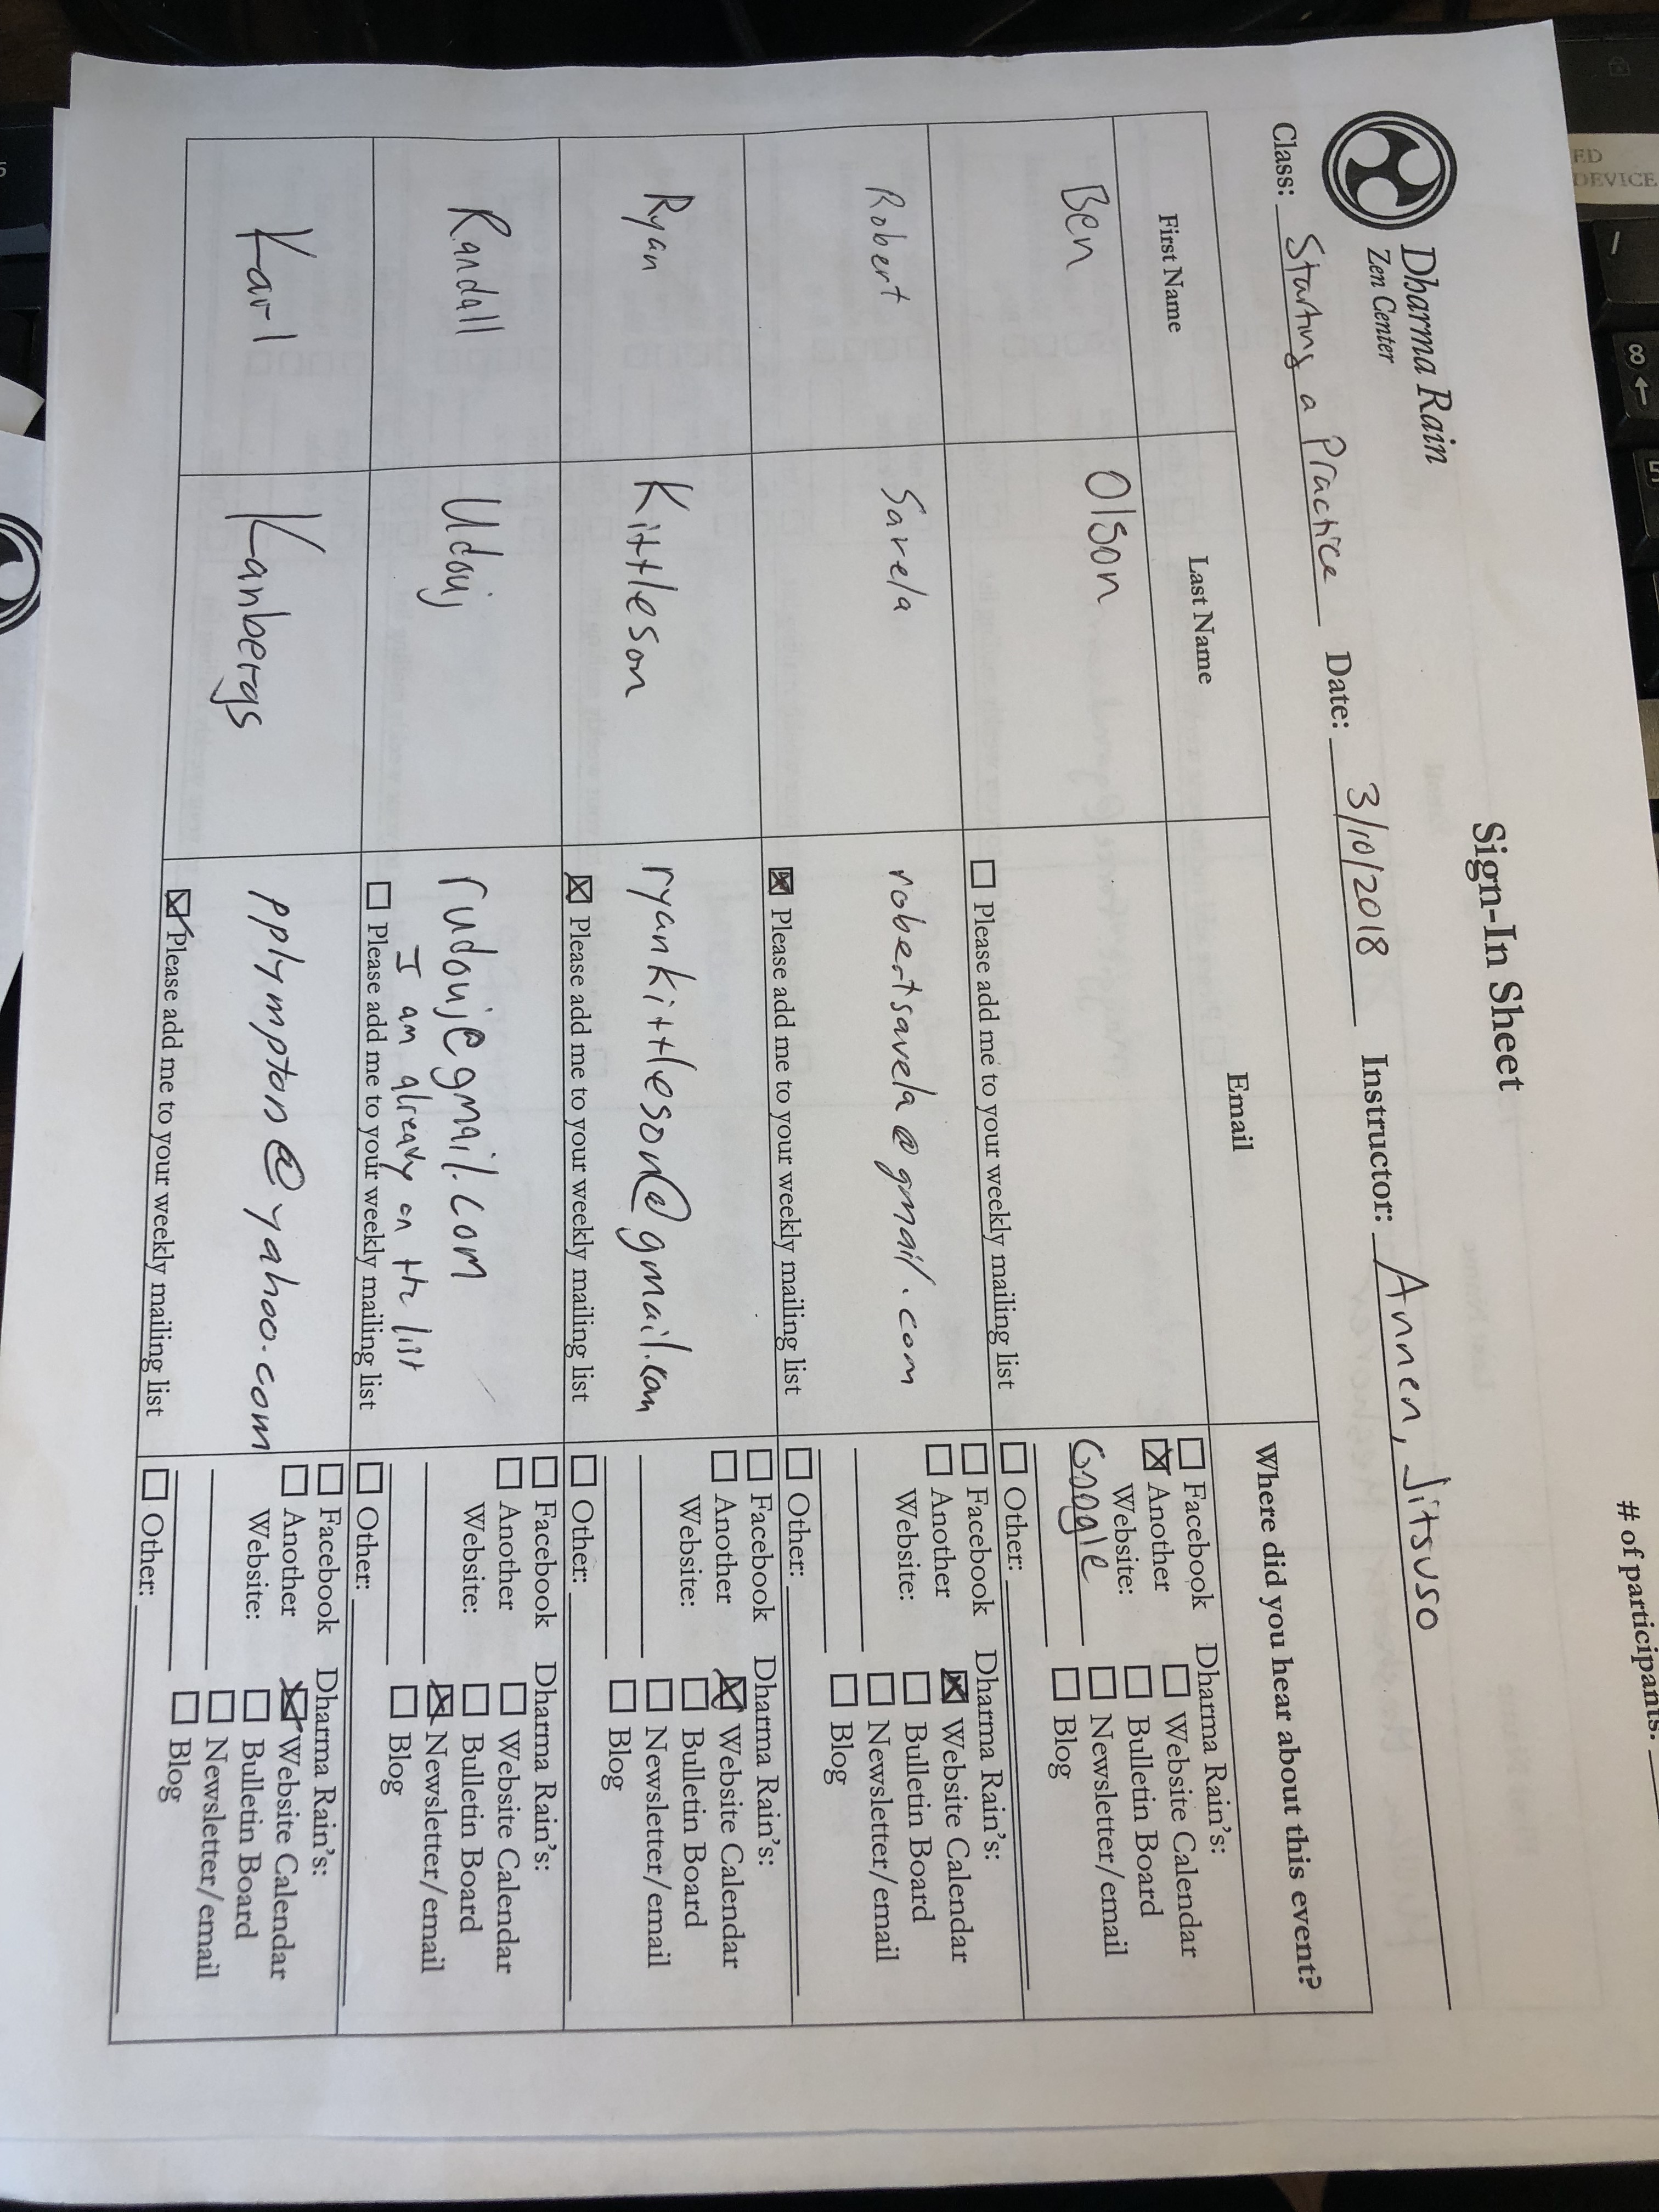 # of participants:
Dharma Rain
Zen Center
Sign-In Sheet
Class: Starting a Practice Date: 3/10/2018 Instructor: Annen, Jitsuso
First Name Last Name Email Where did you hear about this event?
Ben Olson
☐ Please add me to your weekly mailing list
☐ Facebook Dharma Rain's:
☒ Another ☐ Website Calendar
Website: ☐ Bulletin Board
Google ☐ Newsletter/email
☐ Blog
☐ Other:
Robert Savela robertsavela@gmail.com
☒ Please add me to your weekly mailing list
☐ Facebook Dharma Rain's:
☐ Another ☒ Website Calendar
Website: ☐ Bulletin Board
☐ Newsletter/email
☐ Blog
☐ Other:
Ryan Kittleson ryankittleson@gmail.com
☒ Please add me to your weekly mailing list
☐ Facebook Dharma Rain's:
☐ Another ☒ Website Calendar
Website: ☐ Bulletin Board
☐ Newsletter/email
☐ Blog
☐ Other:
Randall Udouj rudouj@gmail.com
I am already on the list
☐ Please add me to your weekly mailing list
☐ Facebook Dharma Rain's:
☐ Another ☐ Website Calendar
Website: ☐ Bulletin Board
☒ Newsletter/email
☐ Blog
☐ Other:
Karl Kanbergs pplympton@yahoo.com
☒ Please add me to your weekly mailing list
☐ Facebook Dharma Rain's:
☐ Another ☒ Website Calendar
Website: ☐ Bulletin Board
☐ Newsletter/email
☐ Blog
☐ Other:
ED
DEVICE